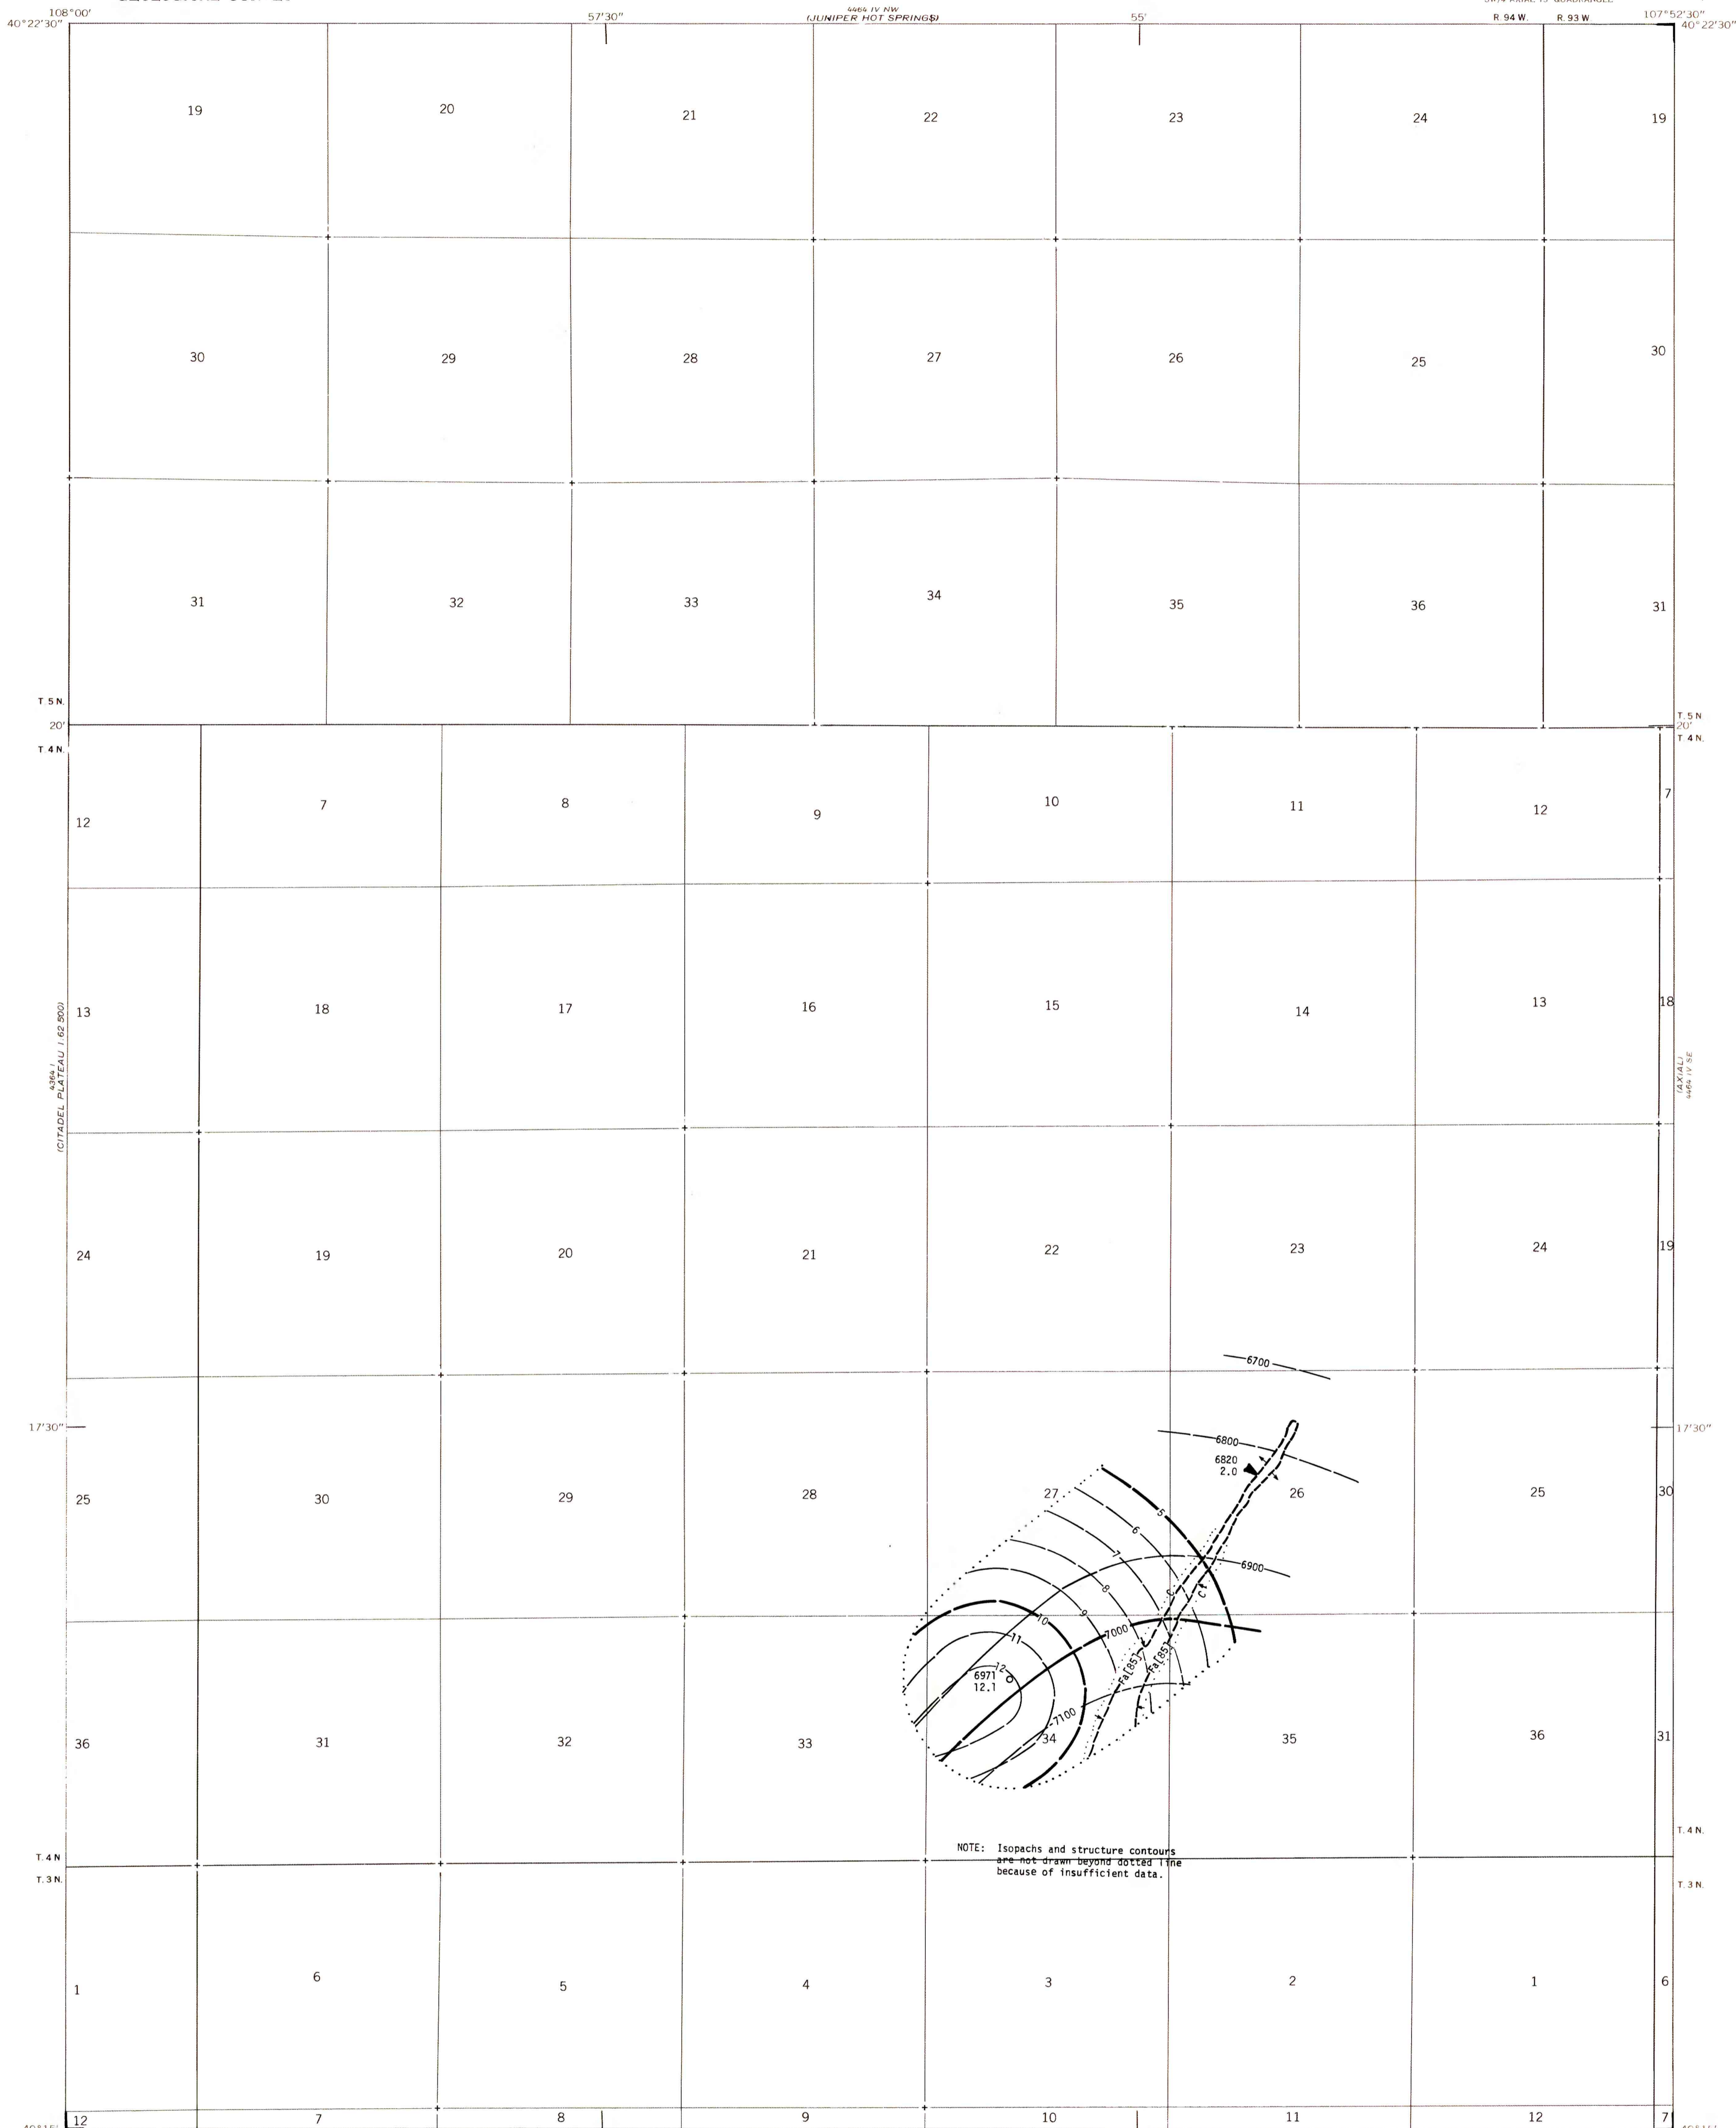 108°00'
57'30"
4464 IV NW
(JUNIPER HOT SPRINGS)
55'
R. 94 W. R. 93 W
107°52'30"
40°22'30"
40°22'30"
19 20 21 22 23 24 19
30 29 28 27 26 25 30
31 32 33 34 35 36 31
T. 5 N.
20'
T 4 N.
T. 5 N
20'
T 4 N.
12 7 8 9 10 11 12 7
4364 I
(CITADEL PLATEAU 1:62 500)
13 18 17 16 15 14 13 18
(AXIAL)
4464 IV SE
24 19 20 21 22 23 24 19
6700
17'30"
17'30"
6800
6820
2.0
25 30 29 28 27 26 25 30
5
6
7
8
9
10
11
12
6900
C
C
7000
Fa[85]
Fa[85]
6971
12.1
7100
36 31 32 33 34 35 36 31
NOTE: Isopachs and structure contours
are not drawn beyond dotted line
because of insufficient data.
T. 4 N
T. 3 N.
T. 4 N.
T. 3 N.
1 6 5 4 3 2 1 6
12 7 8 9 10 11 12 7